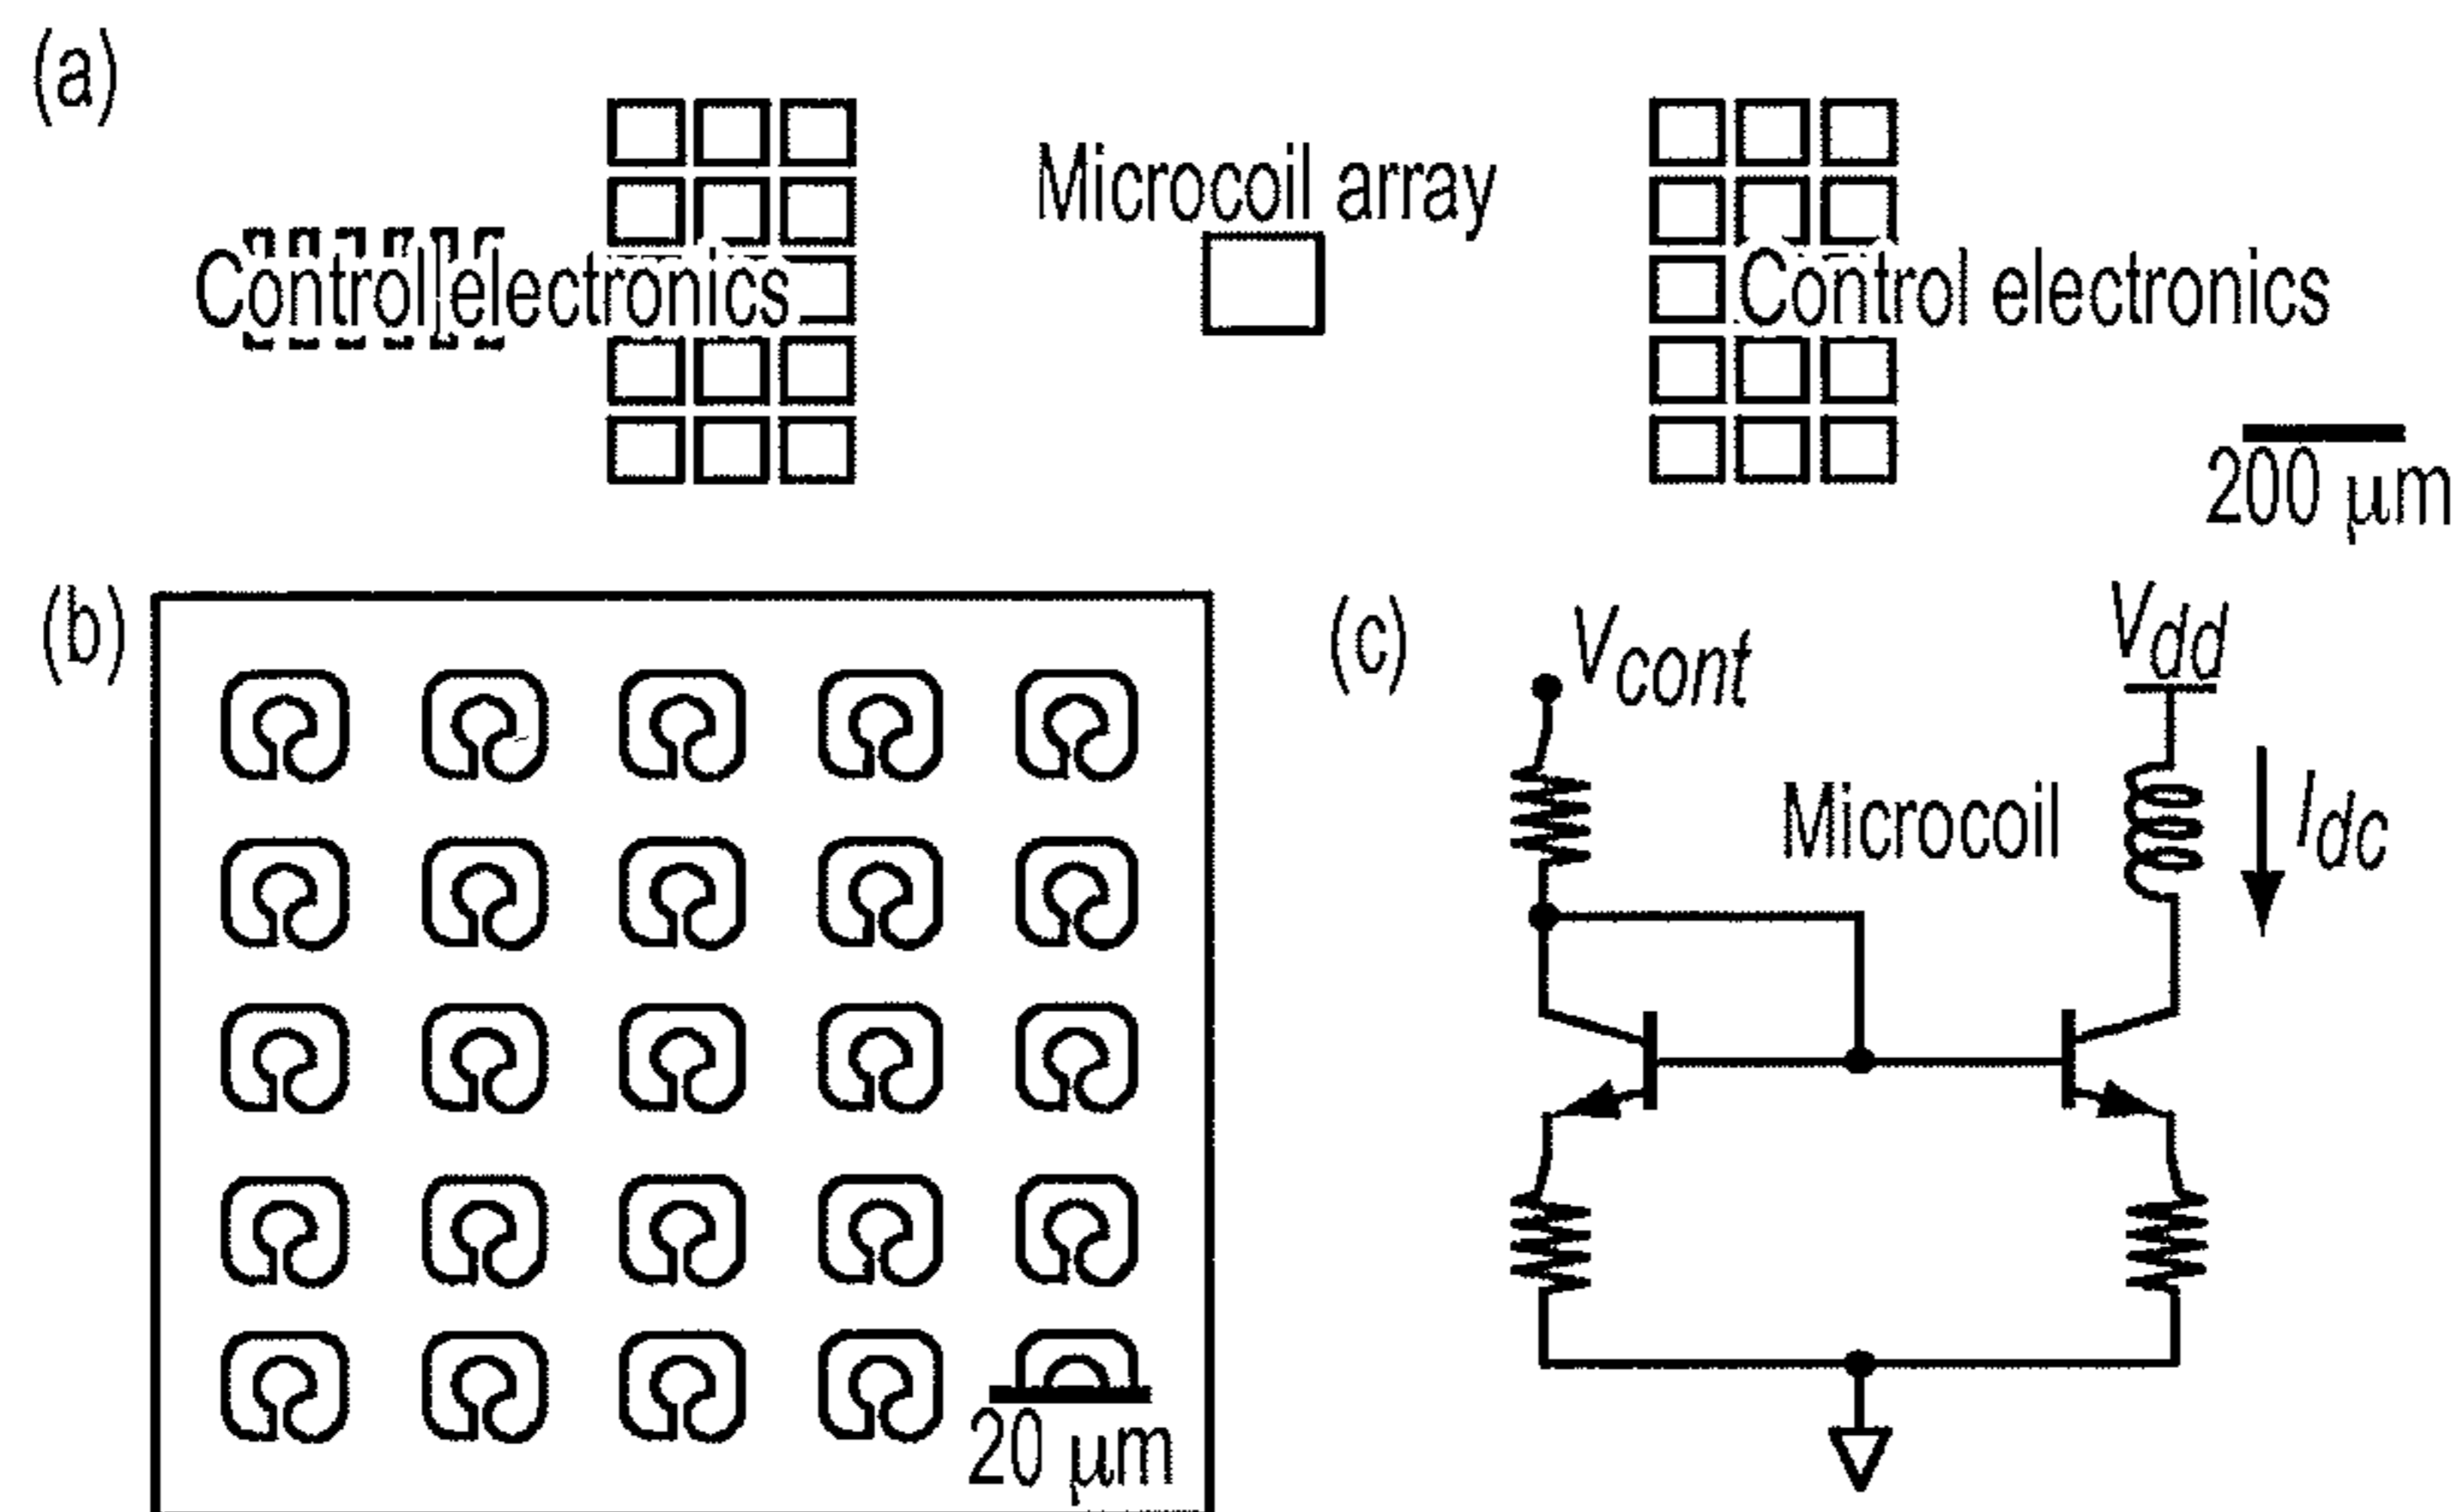 (a)
Microcoil array
Control electronics
Control electronics
200 μm
(b)
20 μm
(c)
Vcont
Vdd
Microcoil
Idc